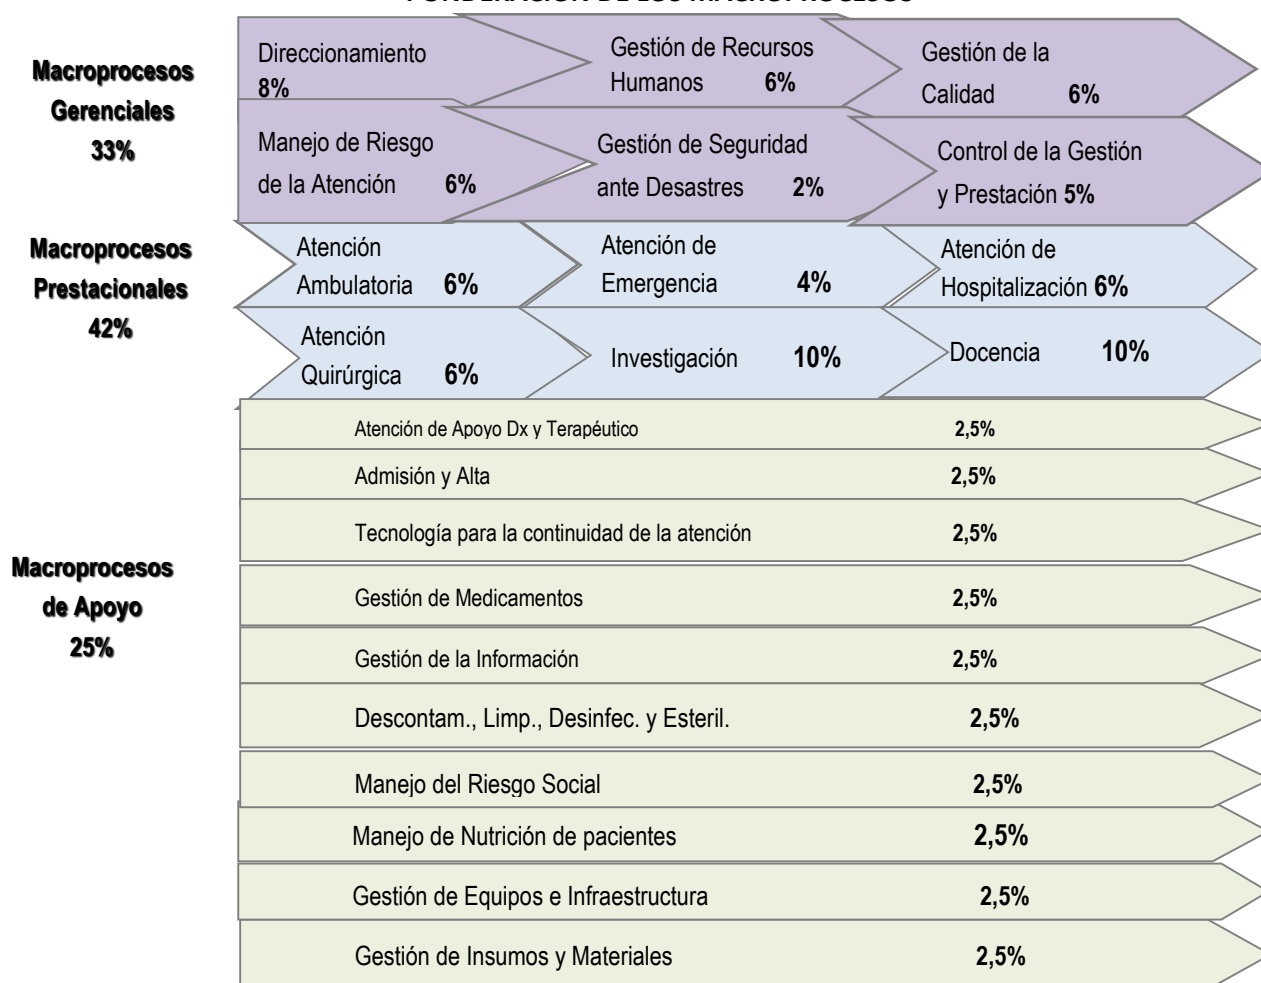 PONDERACIÓN DE LOS MACROPROCESOS
Macroprocesos
Gerenciales
33%
Direccionamiento
8%
Gestión de Recursos
Humanos 6%
Gestión de la
Calidad 6%
Manejo de Riesgo
de la Atención 6%
Gestión de Seguridad
ante Desastres 2%
Control de la Gestión
y Prestación 5%
Macroprocesos
Prestacionales
42%
Atención
Ambulatoria 6%
Atención de
Emergencia 4%
Atención de
Hospitalización 6%
Atención
Quirúrgica 6%
Investigación 10%
Docencia 10%
Macroprocesos
de Apoyo
25%
Atención de Apoyo Dx y Terapéutico 2,5%
Admisión y Alta 2,5%
Tecnología para la continuidad de la atención 2,5%
Gestión de Medicamentos 2,5%
Gestión de la Información 2,5%
Descontam., Limp., Desinfec. y Esteril. 2,5%
Manejo del Riesgo Social 2,5%
Manejo de Nutrición de pacientes 2,5%
Gestión de Equipos e Infraestructura 2,5%
Gestión de Insumos y Materiales 2,5%